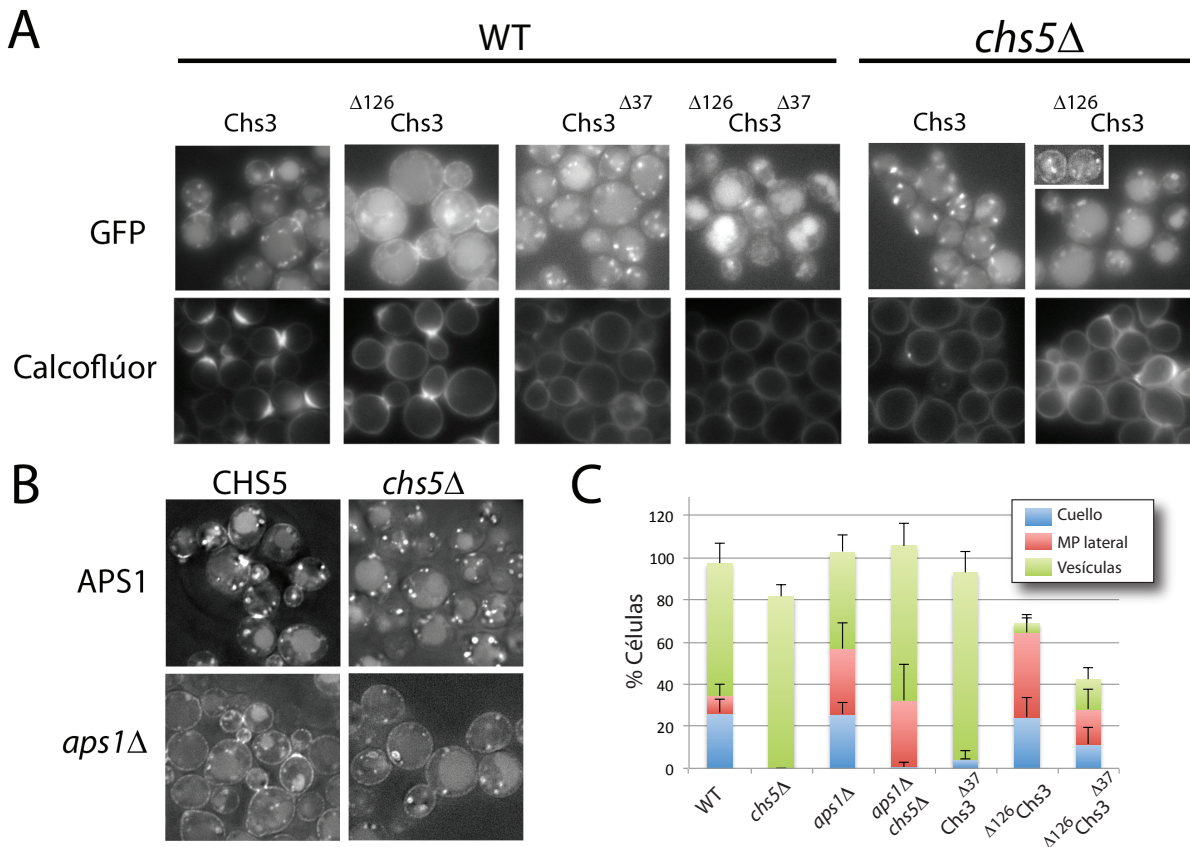 A
WT
chs5Δ
Chs3
Δ126 Chs3
Chs3 Δ37
Δ126 Chs3 Δ37
Chs3
Δ126 Chs3
GFP
Calcoflúor
B
CHS5
chs5Δ
APS1
aps1Δ
C
% Células
120
100
80
60
40
20
0
Cuello
MP lateral
Vesículas
WT
chs5Δ
aps1Δ
aps1Δ
chs5Δ
Chs3 Δ37
Δ126 Chs3
Δ126 Chs3 Δ37